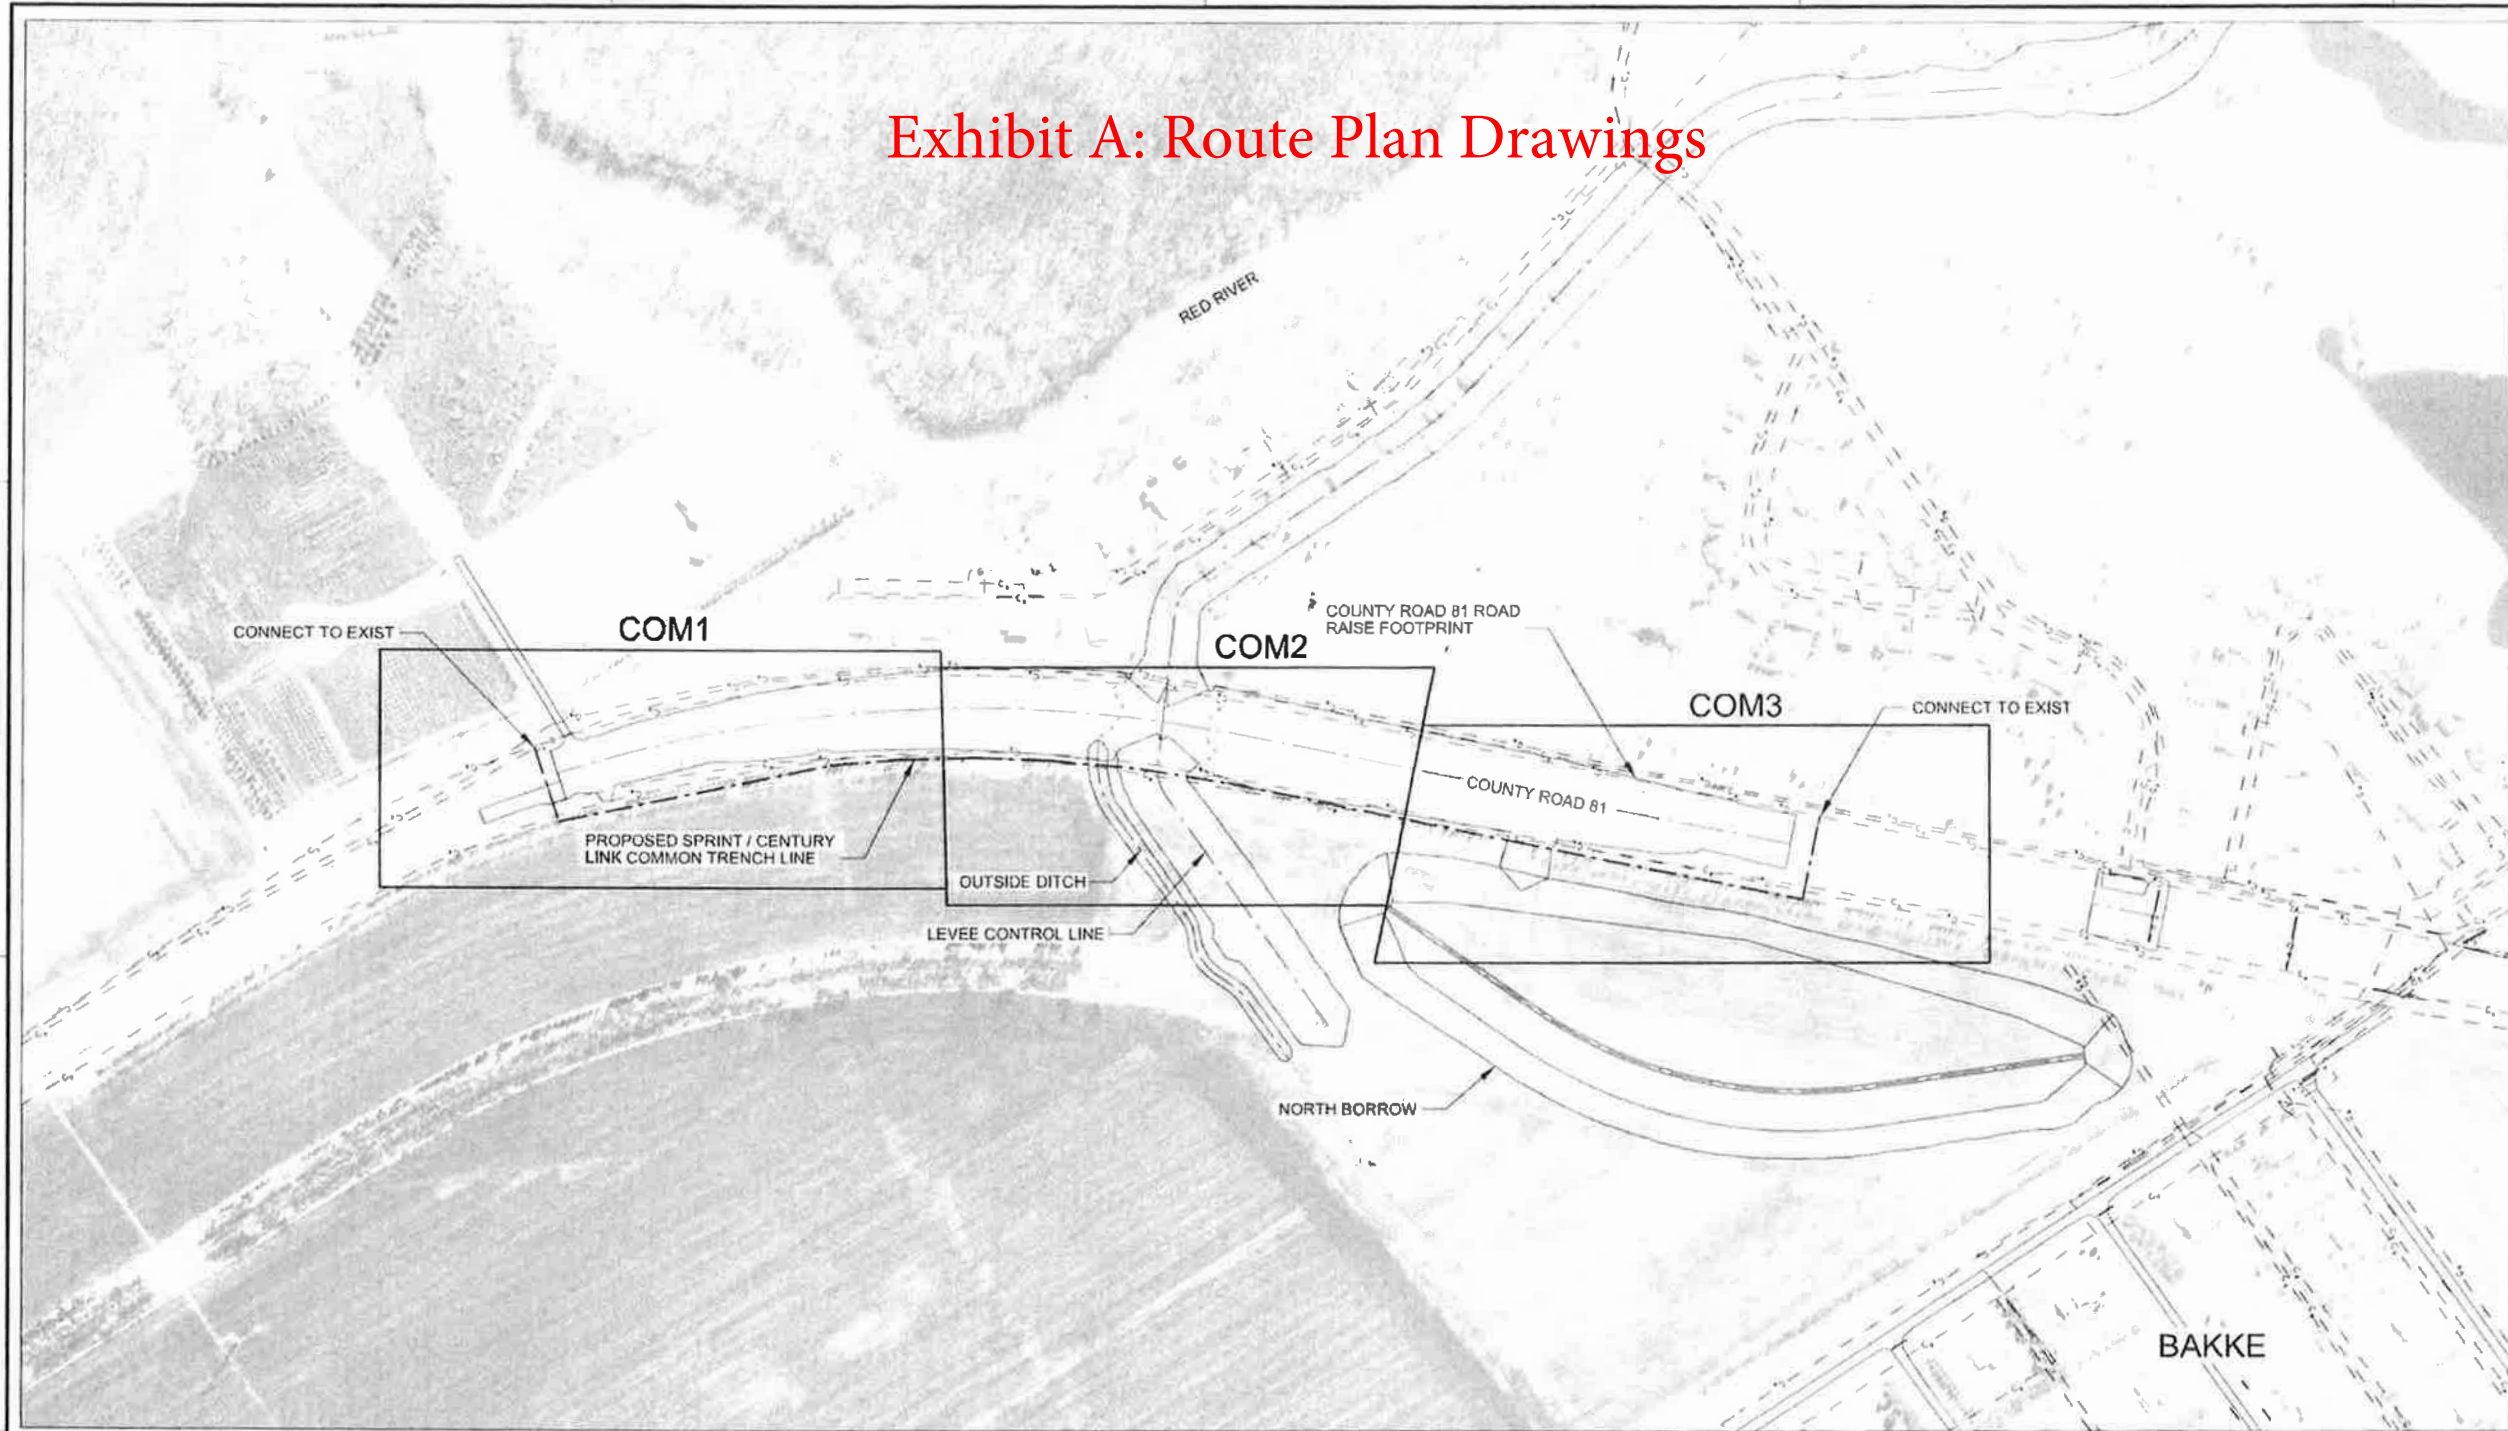 Exhibit A: Route Plan Drawings
RED RIVER
CONNECT TO EXIST
COM1
COM2
COUNTY ROAD 81 ROAD
RAISE FOOTPRINT
COM3
CONNECT TO EXIST
COUNTY ROAD 81
PROPOSED SPRINT / CENTURY
LINK COMMON TRENCH LINE
OUTSIDE DITCH
LEVEE CONTROL LINE
NORTH BORROW
BAKKE